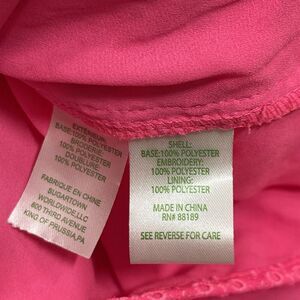 EXTERIEUR:
BASE:100% POLYESTER
BRODERIE:
100% POLYESTER
DOUBLURE
100% POLYESTER
FABRIQUE EN CHINE
SUGARTOWN
WORLDWIDE,LLC
800 THIRD AVENUE
KING OF PRUSSIA,PA
SHELL:
BASE:100% POLYESTER
EMBROIDERY:
100% POLYESTER
LINING:
100% POLYESTER
MADE IN CHINA
RN# 88189
SEE REVERSE FOR CARE